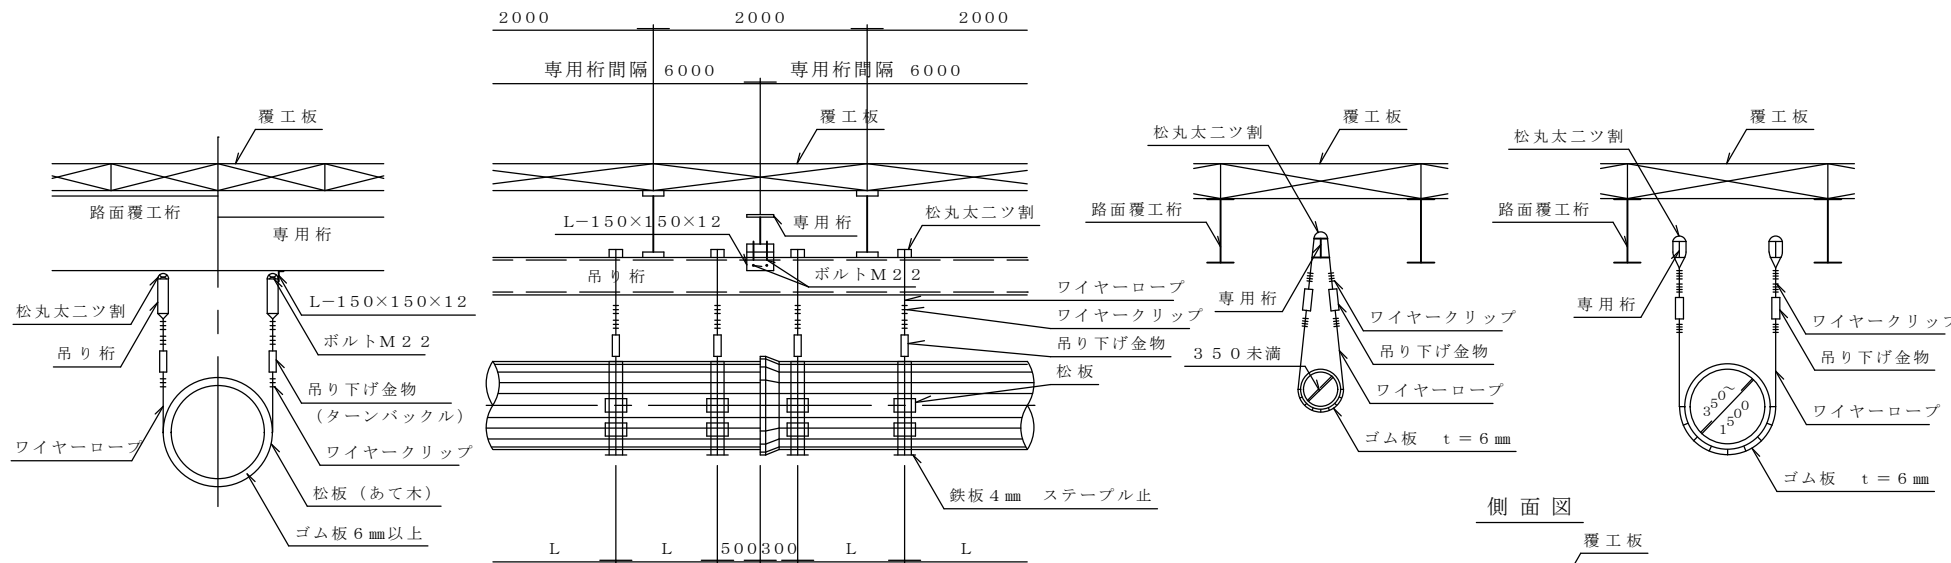 覆工板
路面覆工桁
専用桁
松丸太二ツ割
吊り桁
L-150×150×12
ボルトM22
吊り下げ金物
(ターンバックル)
ワイヤーロープ
ワイヤークリップ
松板(あて木)
ゴム板6㎜以上
2000 2000 2000
専用桁間隔 6000 専用桁間隔 6000
覆工板
L-150×150×12
専用桁
松丸太二ツ割
吊り桁
ボルトM22
ワイヤーロープ
ワイヤークリップ
吊り下げ金物
松板
鉄板4㎜ ステープル止
L L 500 300 L L
松丸太二ツ割
覆工板
路面覆工桁
専用桁
ワイヤークリップ
350未満
吊り下げ金物
ワイヤーロープ
ゴム板 t=6㎜
松丸太二ツ割
覆工板
路面覆工桁
専用桁
ワイヤークリップ
吊り下げ金物
350~
1500
ワイヤーロープ
ゴム板 t=6㎜
側面図
覆工板